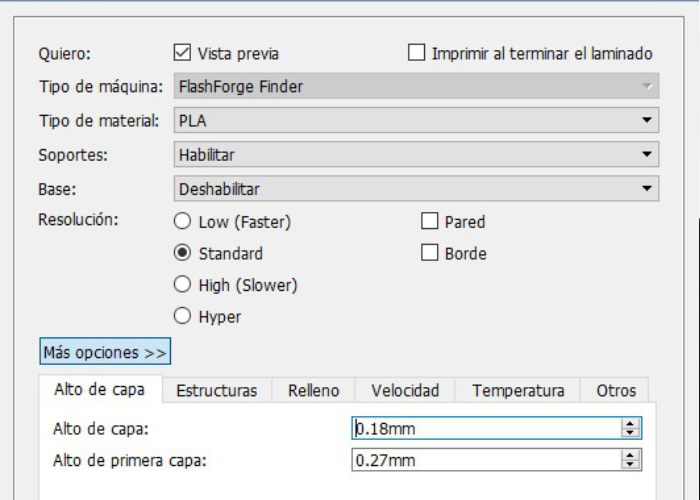 Quiero: Vista previa Imprimir al terminar el laminado
Tipo de máquina: FlashForge Finder
Tipo de material: PLA
Soportes: Habilitar
Base: Deshabilitar
Resolución: Low (Faster) Pared
Standard Borde
High (Slower)
Hyper
Más opciones >>
Alto de capa Estructuras Relleno Velocidad Temperatura Otros
Alto de capa: 0.18mm
Alto de primera capa: 0.27mm